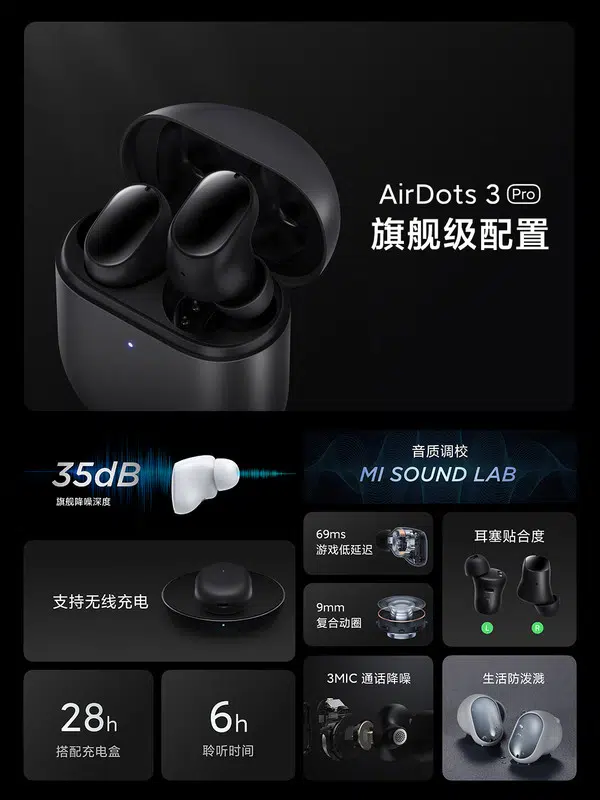 AirDots 3 Pro
旗舰级配置
35dB
旗舰降噪深度
音质调校
MI SOUND LAB
支持无线充电
69ms
游戏低延迟
9mm
复合动圈
耳塞贴合度
L
R
28h
搭配充电盒
6h
聆听时间
3MIC 通话降噪
生活防泼溅